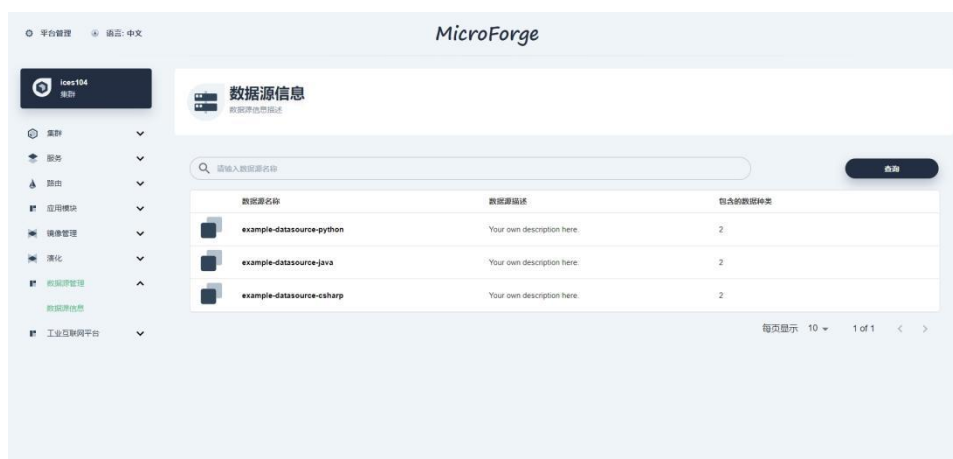 平台管理 语言: 中文
MicroForge
ices104
集群
数据源信息
数据源信息描述
集群
服务
路由
应用模块
镜像管理
演化
数据源管理
数据源信息
工业互联网平台
请输入数据源名称
查询
数据源名称 数据源描述 包含的数据种类
example-datasource-python Your own description here. 2
example-datasource-java Your own description here. 2
example-datasource-csharp Your own description here. 2
每页显示 10 1 of 1